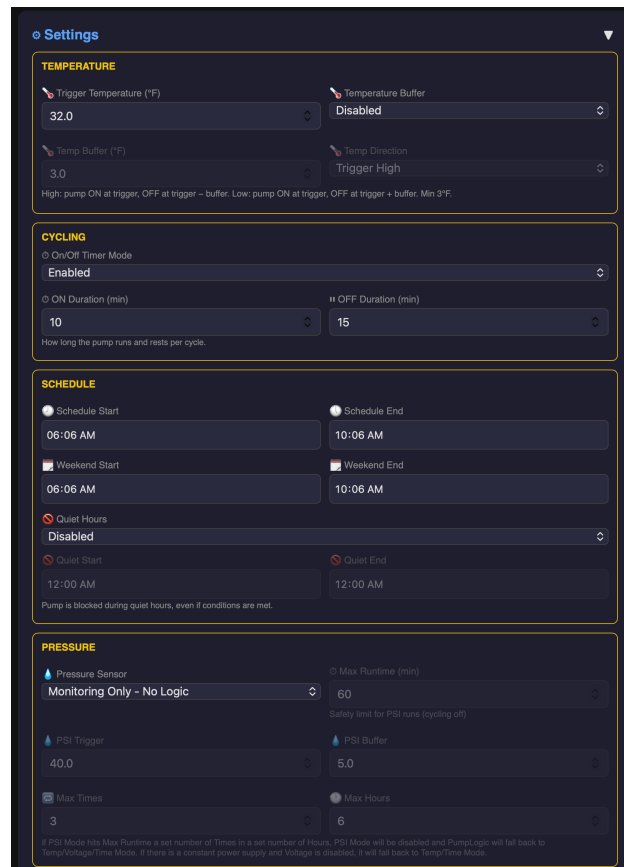 Settings
TEMPERATURE
Trigger Temperature (°F)
Temperature Buffer
32.0
Disabled
Temp Buffer (°F)
Temp Direction
3.0
Trigger High
High: pump ON at trigger, OFF at trigger – buffer. Low: pump ON at trigger, OFF at trigger + buffer. Min 3°F.
CYCLING
On/Off Timer Mode
Enabled
ON Duration (min)
OFF Duration (min)
10
15
How long the pump runs and rests per cycle.
SCHEDULE
Schedule Start
Schedule End
06:06 AM
10:06 AM
Weekend Start
Weekend End
06:06 AM
10:06 AM
Quiet Hours
Disabled
Quiet Start
Quiet End
12:00 AM
12:00 AM
Pump is blocked during quiet hours, even if conditions are met.
PRESSURE
Pressure Sensor
Max Runtime (min)
Monitoring Only - No Logic
60
Safety limit for PSI runs (cycling off)
PSI Trigger
PSI Buffer
40.0
5.0
Max Times
Max Hours
3
6
If PSI Mode hits Max Runtime a set number of Times in a set number of Hours, PSI Mode will be disabled and PumpLogic will fall back to
Temp/Voltage/Time Mode. If there is a constant power supply and Voltage is disabled, it will fall back to Temp/Time Mode.